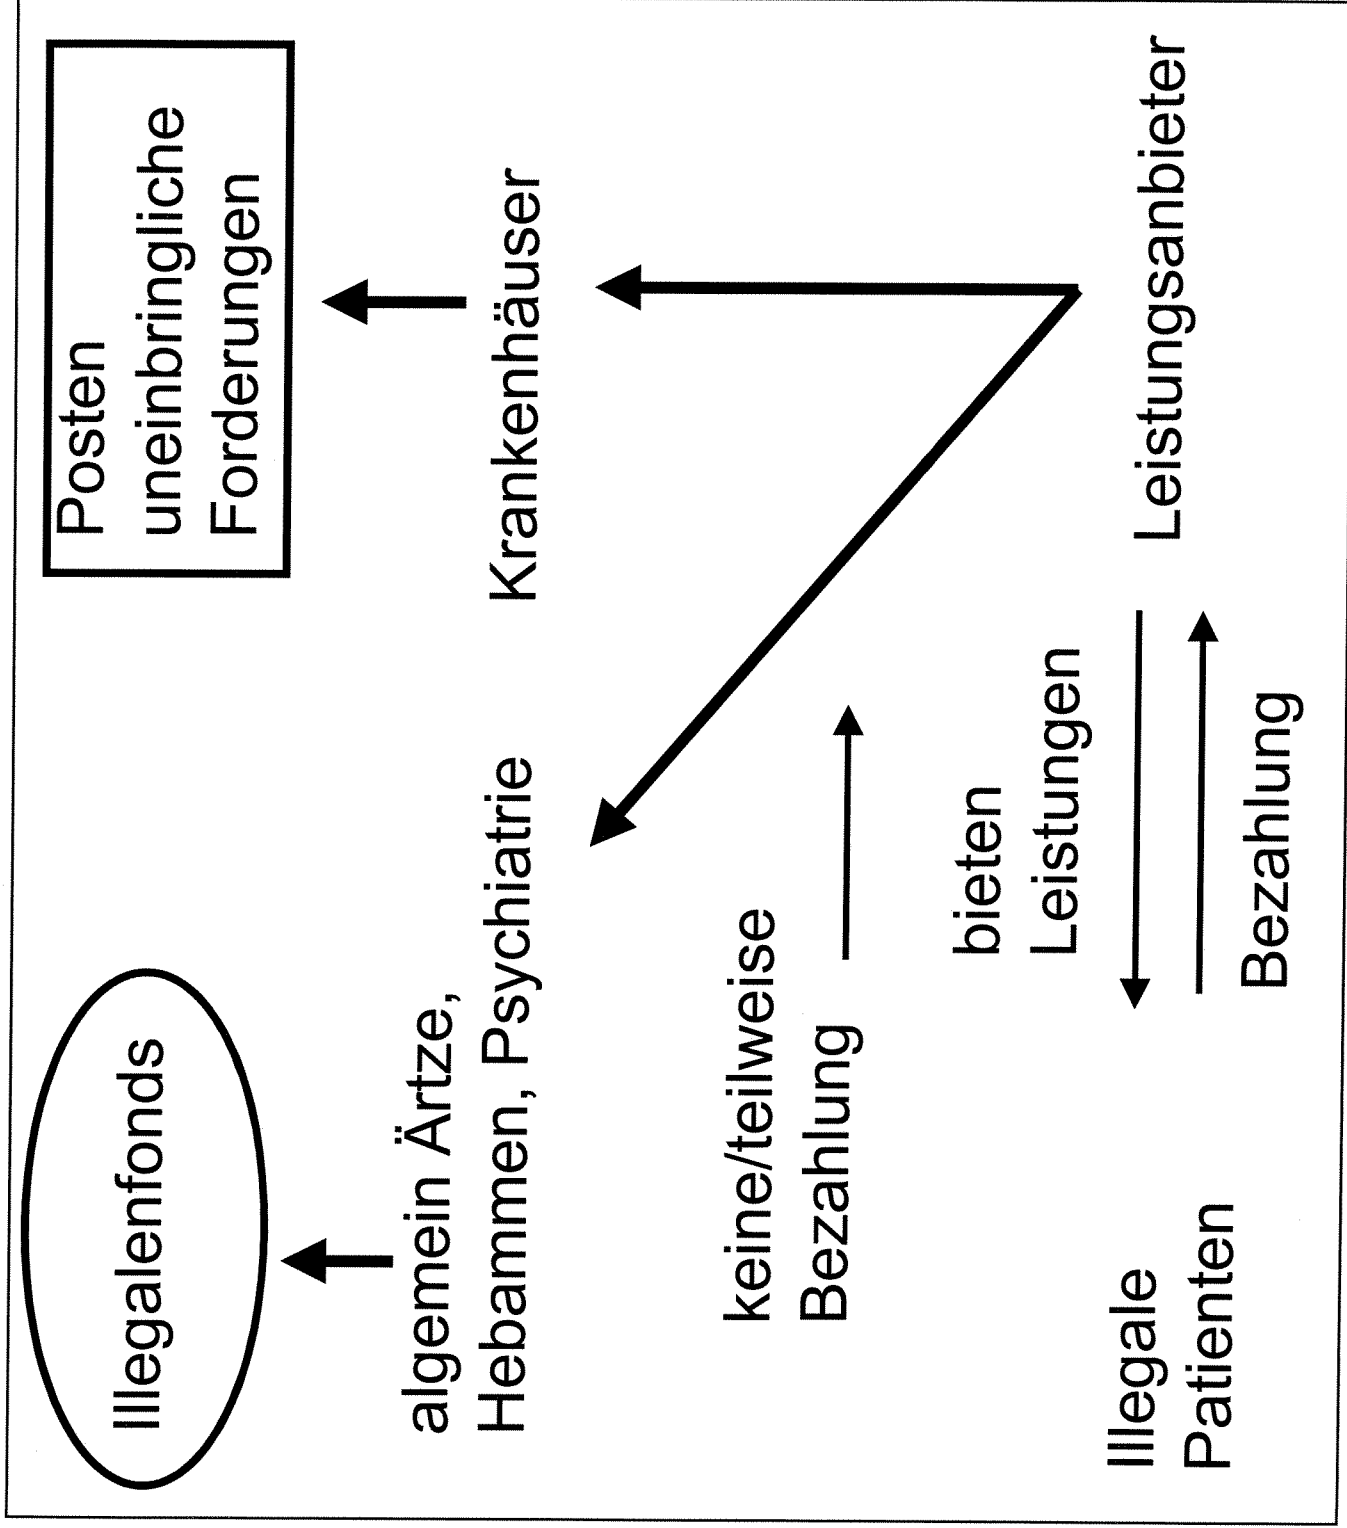 Illegalenfonds
Posten
uneinbringliche
Forderungen
algemein Ärtze,
Hebammen, Psychiatrie
Krankenhäuser
keine/teilweise
Bezahlung
bieten
Leistungen
Illegale
Patienten
Leistungsanbieter
Bezahlung